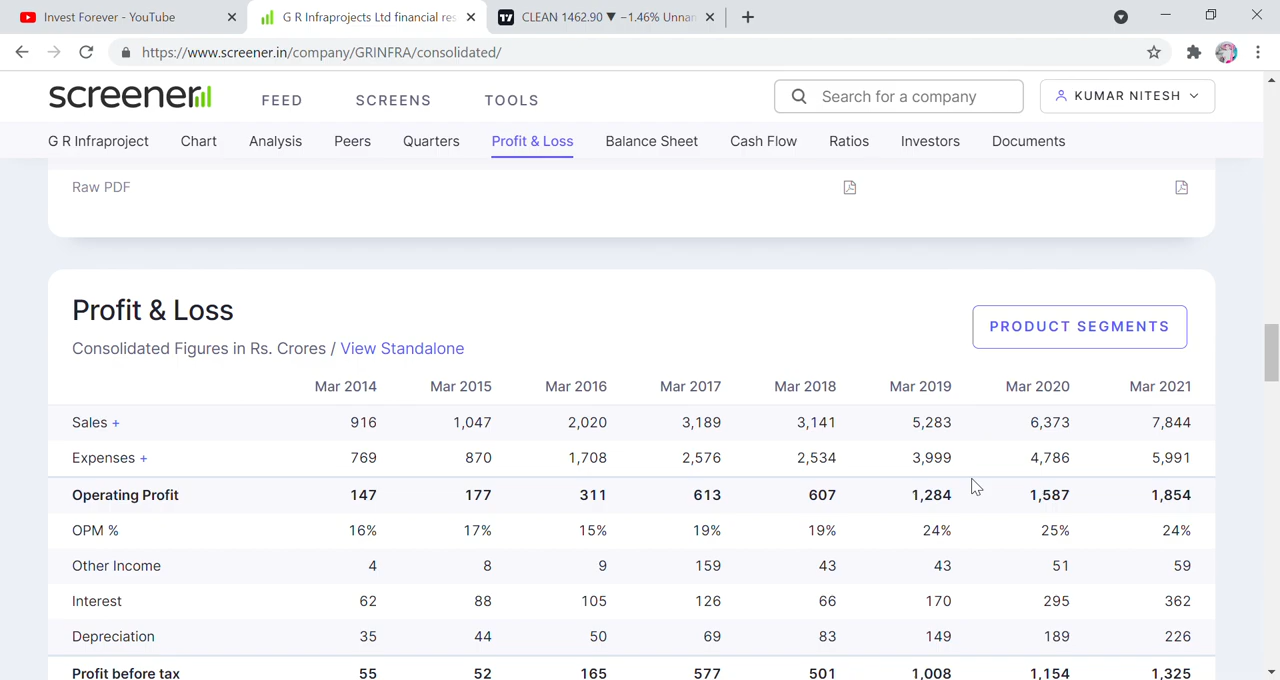 Invest Forever - YouTube
G R Infraprojects Ltd financial res
CLEAN 1462.90 ▼ −1.46% Unnar
https://www.screener.in/company/GRINFRA/consolidated/
screener
FEED SCREENS TOOLS
Search for a company
KUMAR NITESH
G R Infraproject Chart Analysis Peers Quarters Profit & Loss Balance Sheet Cash Flow Ratios Investors Documents
Raw PDF
Profit & Loss
PRODUCT SEGMENTS
Consolidated Figures in Rs. Crores / View Standalone
Mar 2014 Mar 2015 Mar 2016 Mar 2017 Mar 2018 Mar 2019 Mar 2020 Mar 2021
Sales + 916 1,047 2,020 3,189 3,141 5,283 6,373 7,844
Expenses + 769 870 1,708 2,576 2,534 3,999 4,786 5,991
Operating Profit 147 177 311 613 607 1,284 1,587 1,854
OPM % 16% 17% 15% 19% 19% 24% 25% 24%
Other Income 4 8 9 159 43 43 51 59
Interest 62 88 105 126 66 170 295 362
Depreciation 35 44 50 69 83 149 189 226
Profit before tax 55 52 165 577 501 1,008 1,154 1,325